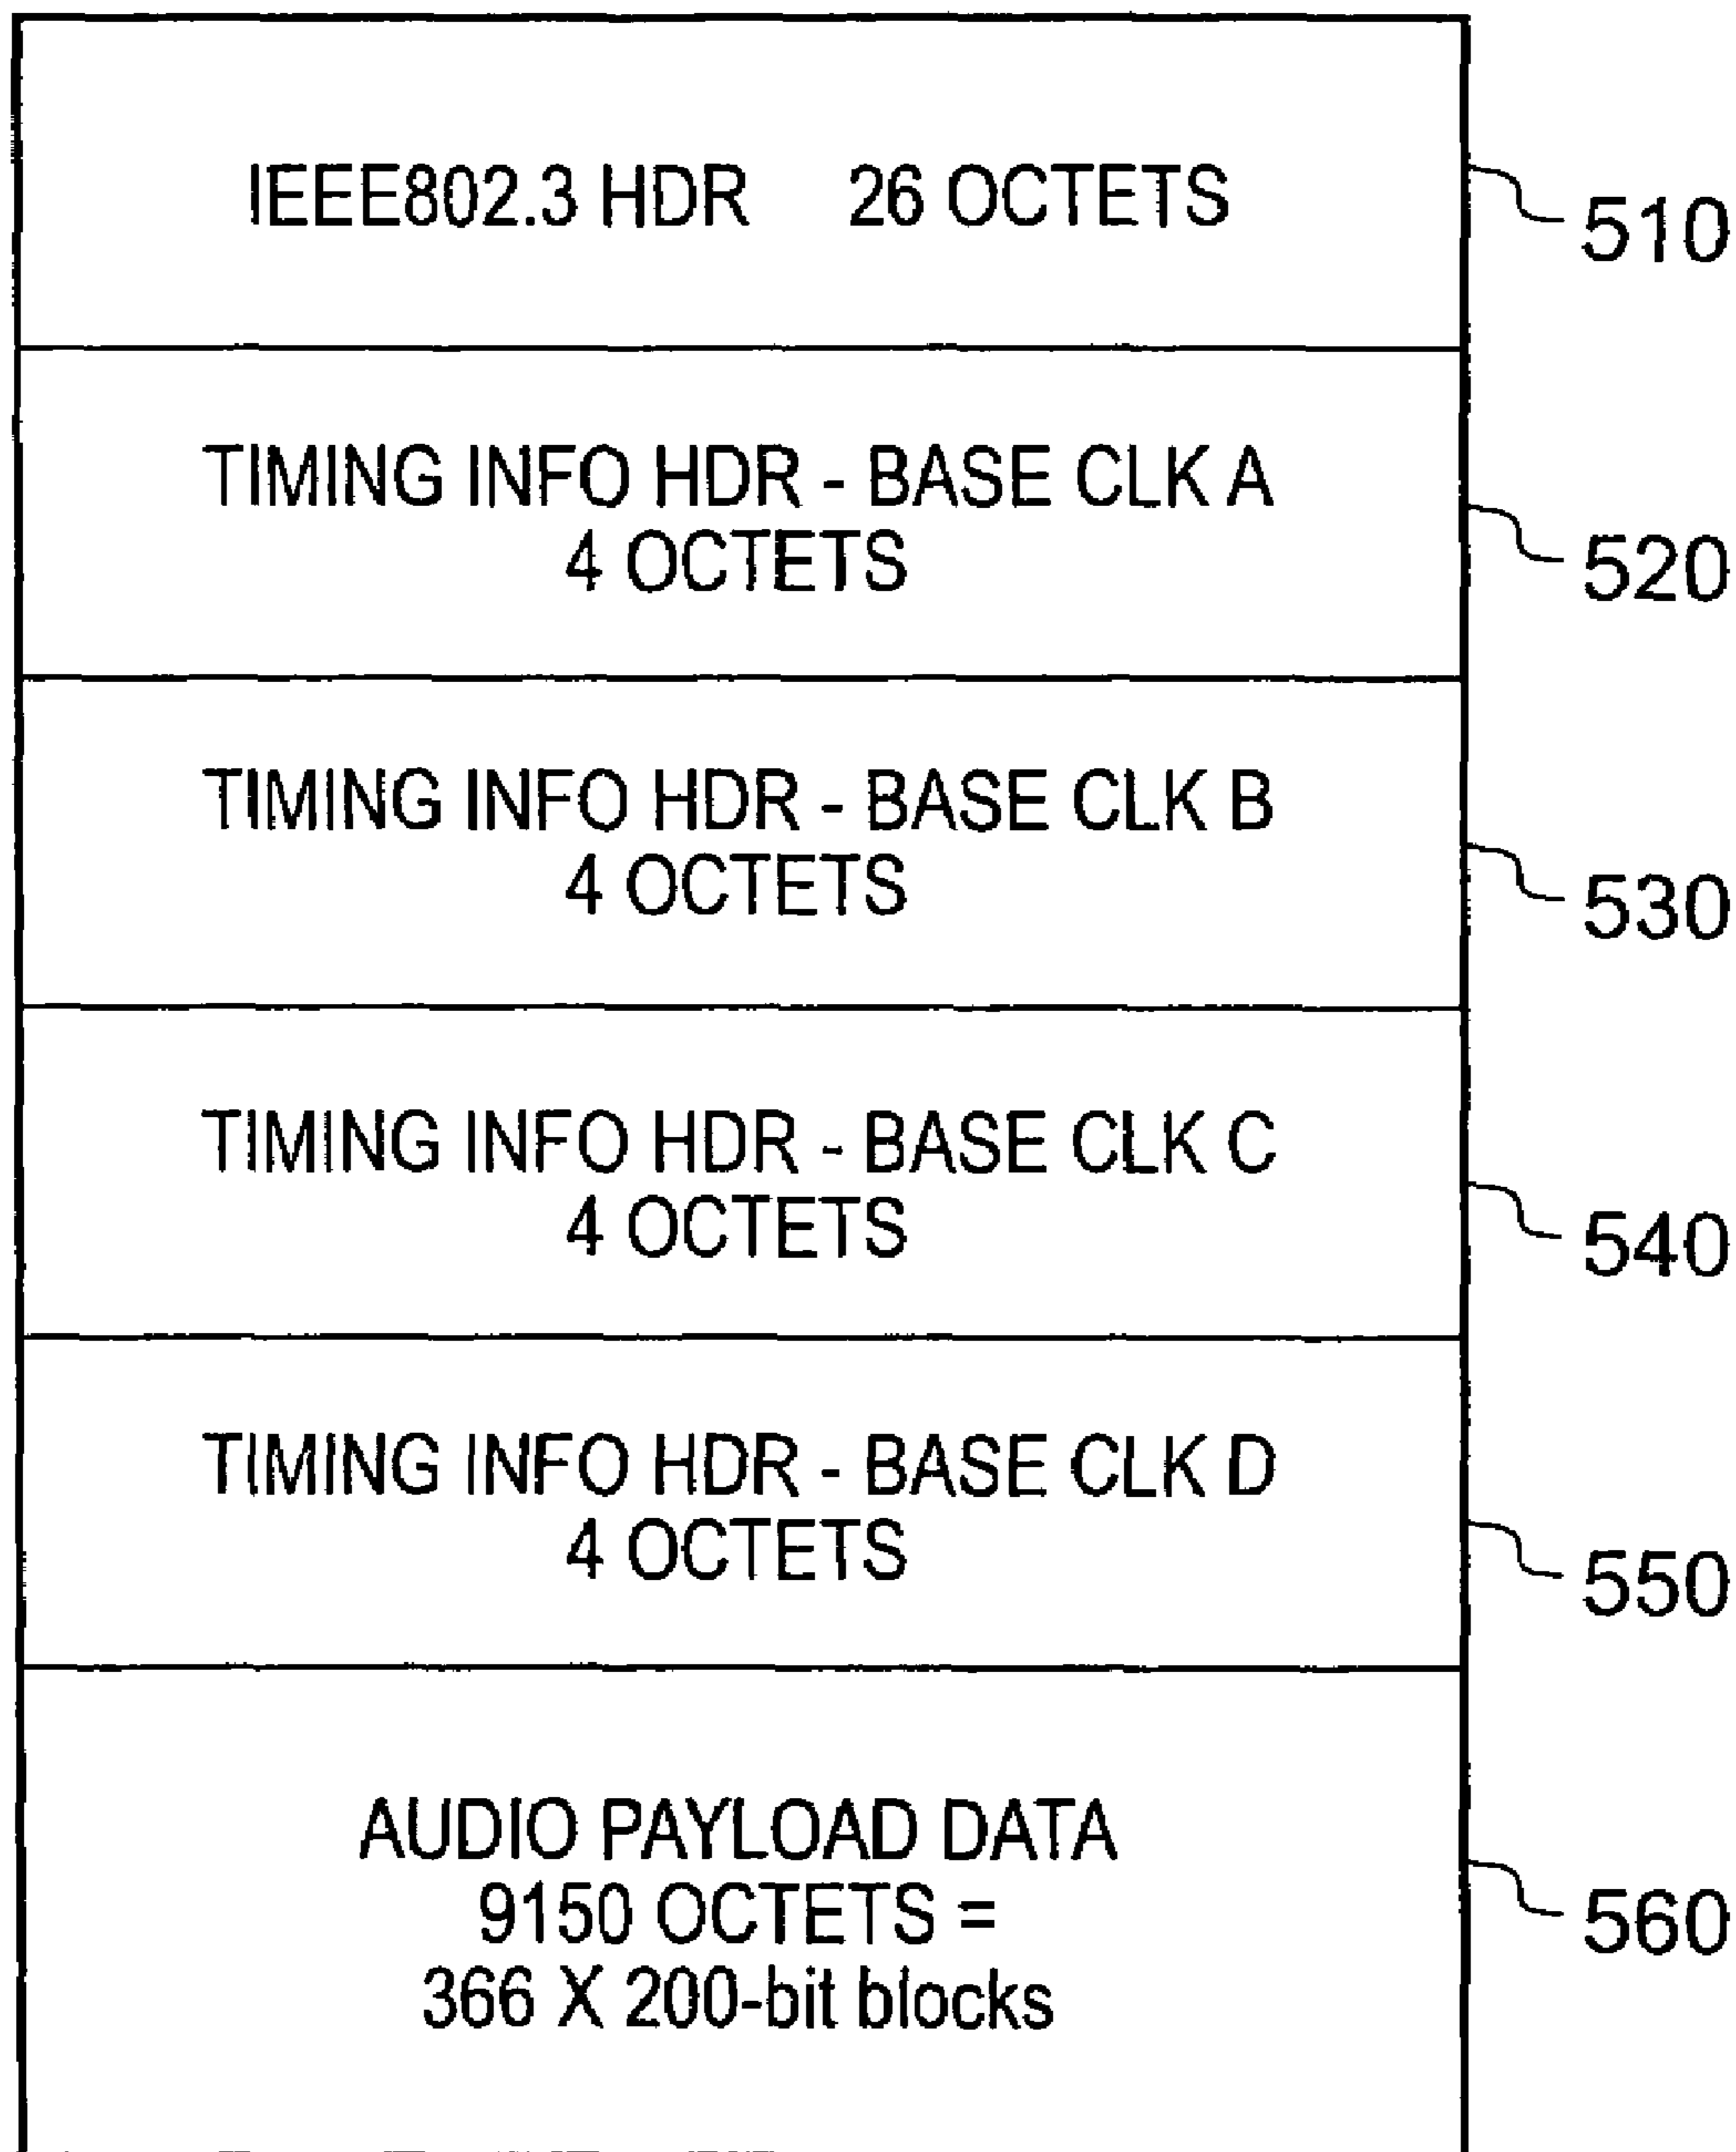 IEEE802.3 HDR 26 OCTETS
510
TIMING INFO HDR - BASE CLK A
4 OCTETS
520
TIMING INFO HDR - BASE CLK B
4 OCTETS
530
TIMING INFO HDR - BASE CLK C
4 OCTETS
540
TIMING INFO HDR - BASE CLK D
4 OCTETS
550
AUDIO PAYLOAD DATA
9150 OCTETS =
366 X 200-bit blocks
560